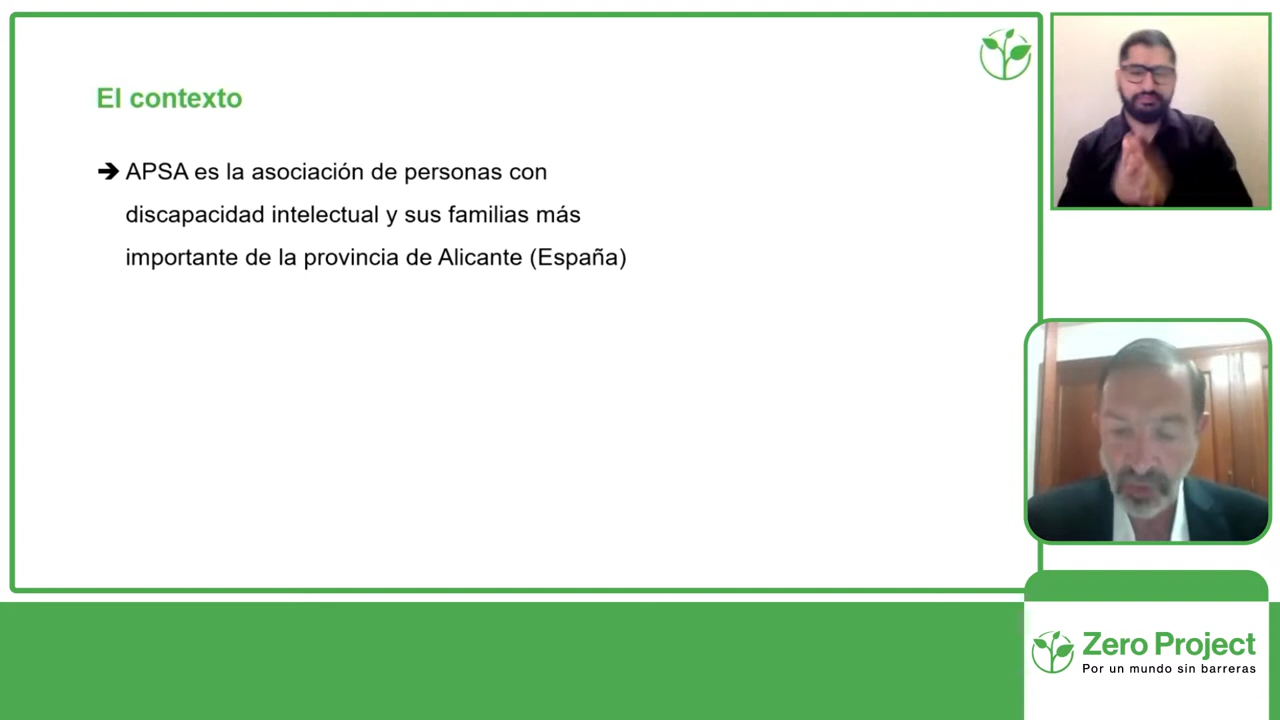 El contexto
➔ APSA es la asociación de personas con
discapacidad intelectual y sus familias más
importante de la provincia de Alicante (España)
Zero Project
Por un mundo sin barreras